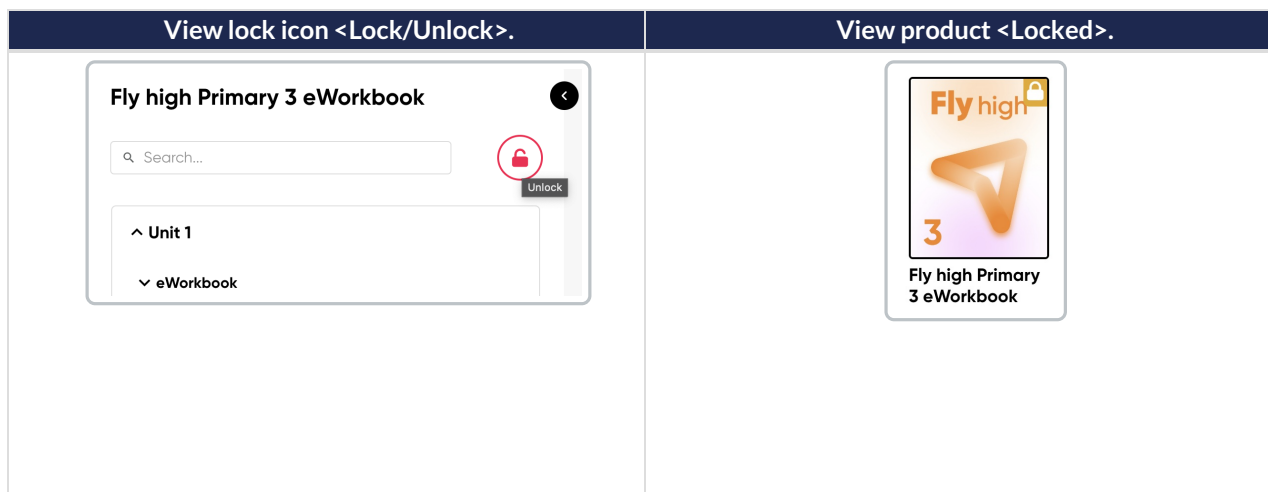 View lock icon <Lock/Unlock>.
View product <Locked>.
Fly high Primary 3 eWorkbook
Search...
Unlock
Unit 1
eWorkbook
Fly high
3
Fly high Primary
3 eWorkbook